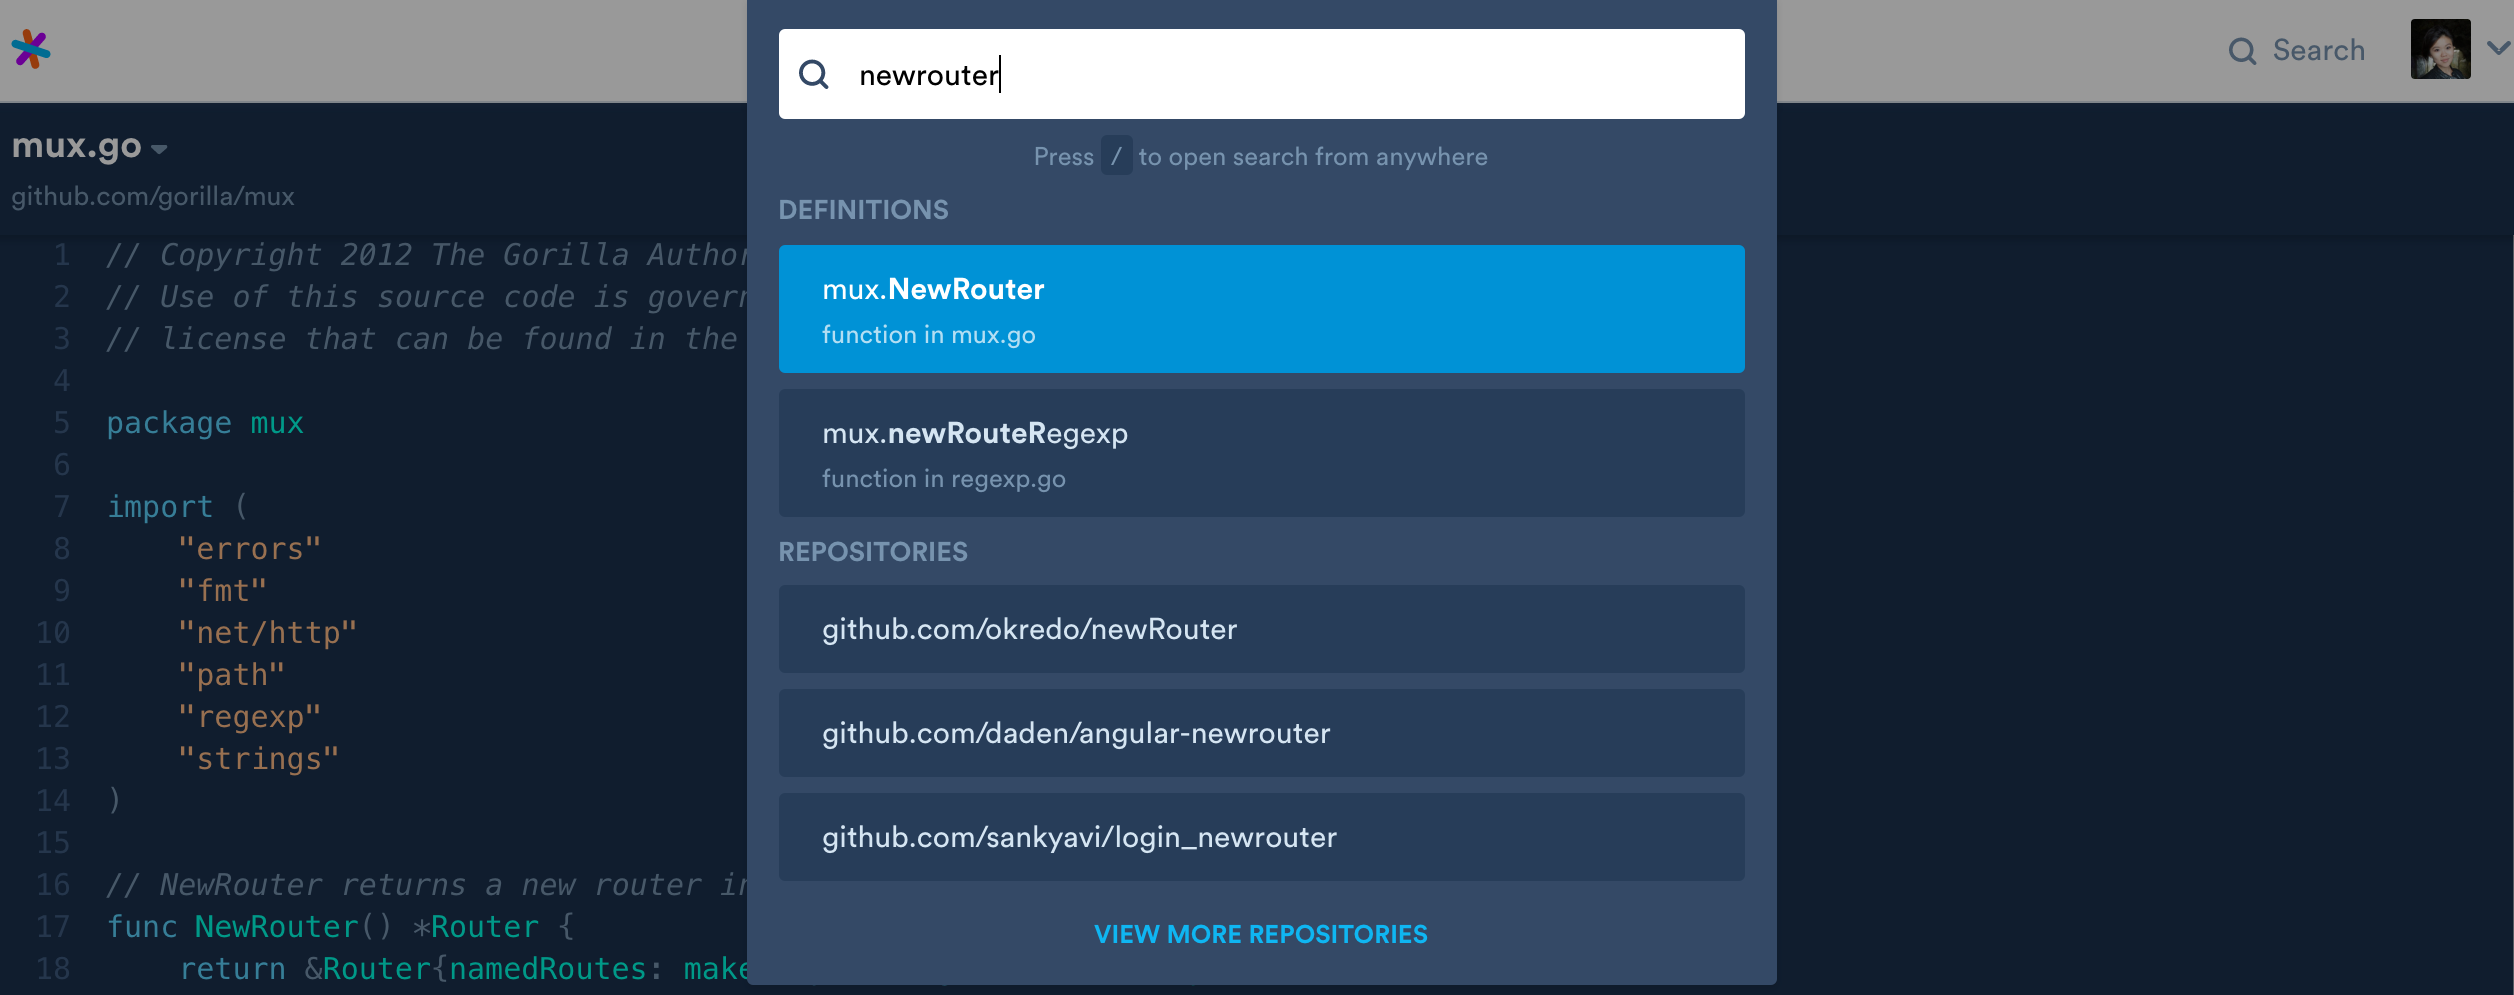 Search
newrouter
Press / to open search from anywhere
DEFINITIONS
mux.NewRouter
function in mux.go
mux.newRouteRegexp
function in regexp.go
REPOSITORIES
github.com/okredo/newRouter
github.com/daden/angular-newrouter
github.com/sankyavi/login_newrouter
VIEW MORE REPOSITORIES
mux.go
github.com/gorilla/mux
1 // Copyright 2012 The Gorilla Author
2 // Use of this source code is govern
3 // license that can be found in the
4
5 package mux
6
7 import (
8 "errors"
9 "fmt"
10 "net/http"
11 "path"
12 "regexp"
13 "strings"
14 )
15
16 // NewRouter returns a new router in
17 func NewRouter() *Router {
18 return &Router{namedRoutes: make